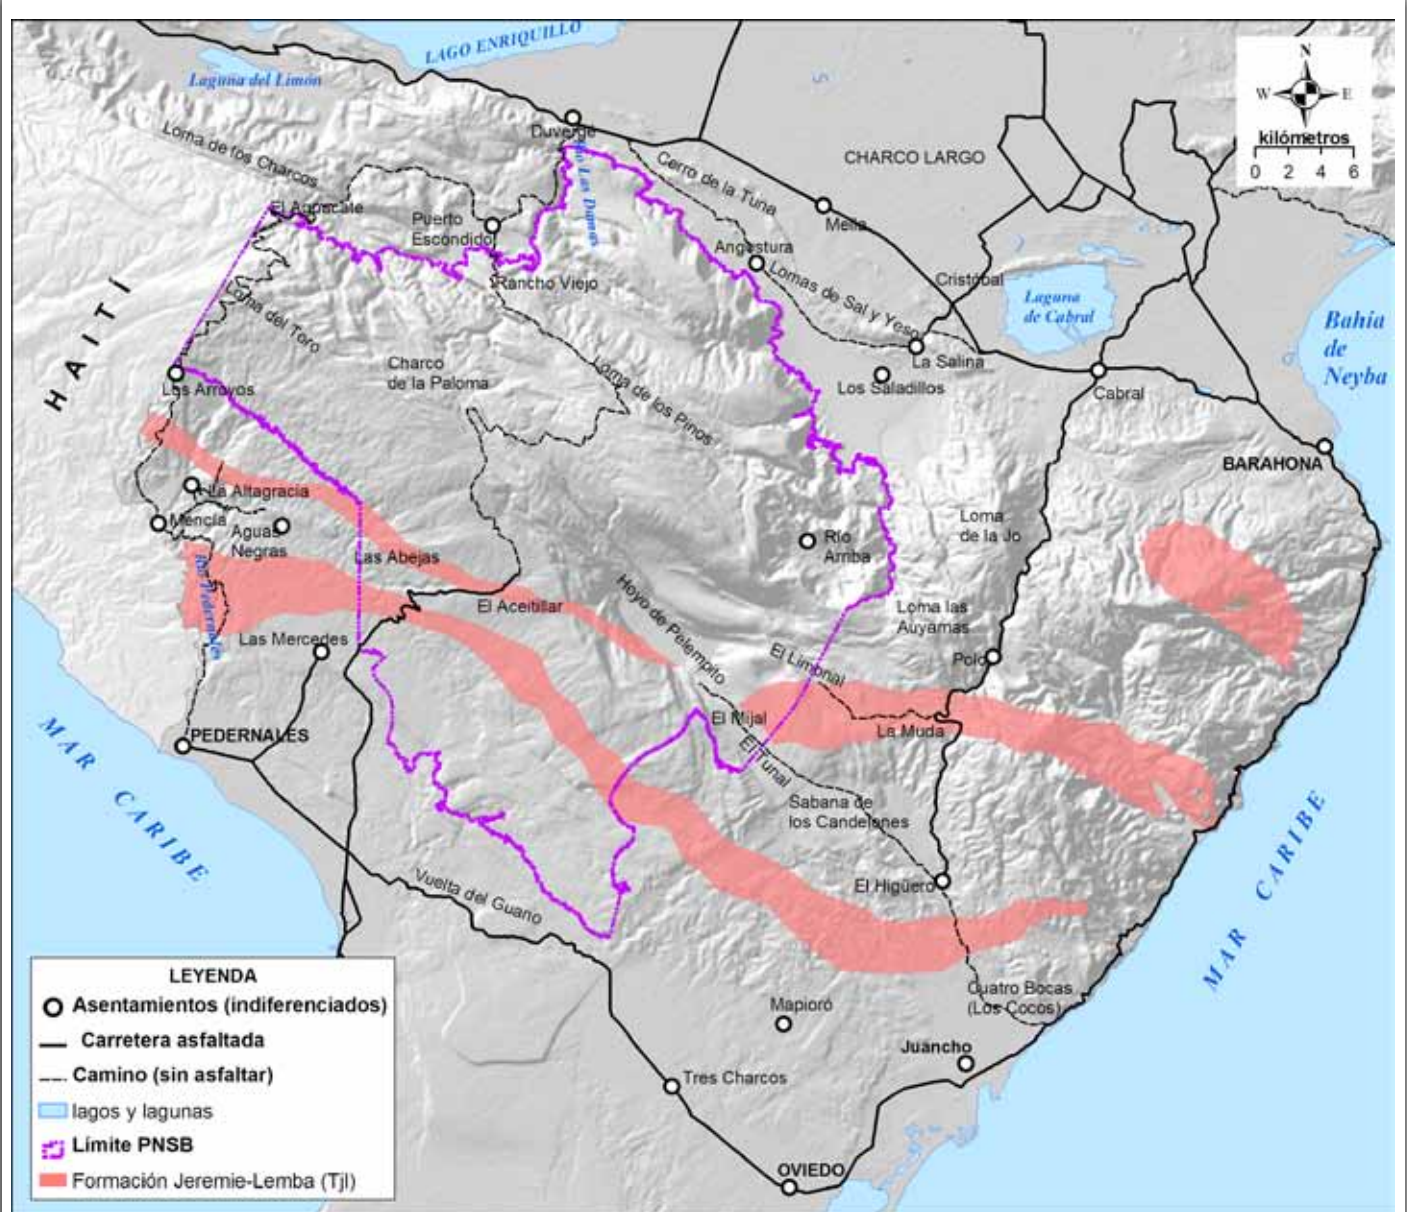 LAGO ENRIQUILLO
Laguna del Limón
N
W
E
kilómetros
0 2 4 6
Duvergé
Loma de los Charcos
Río Las Damas
Cerro de la Tuna
CHARCO LARGO
El Aguacate
Puerto
Escondido
Mella
Angostura
Rancho Viejo
Lomas de Sal y Yeso
Cristóbal
Laguna
de Cabral
Bahía
de
Neyba
HAITÍ
Loma del Toro
Charco
de la Paloma
Loma de los Pinos
La Salina
Los Saladillos
Los Arroyos
Cabral
BARAHONA
La Altagracia
Mencía
Aguas
Negras
Las Abejas
Río
Arriba
Loma
de la Jo
Río Pedernales
El Aceitillar
Hoyo de Pelempito
Loma las
Auyamas
Las Mercedes
El Limonal
Polo
PEDERNALES
El Mijal
La Muda
El Tunal
MAR CARIBE
Sabana de
los Candelones
MAR CARIBE
Vuelta del Guano
El Higüero
Cuatro Bocas
(Los Cocos)
Mapioró
Juancho
Tres Charcos
OVIEDO
LEYENDA
Asentamientos (indiferenciados)
Carretera asfaltada
Camino (sin asfaltar)
lagos y lagunas
Límite PNSB
Formación Jeremie-Lemba (Tjl)